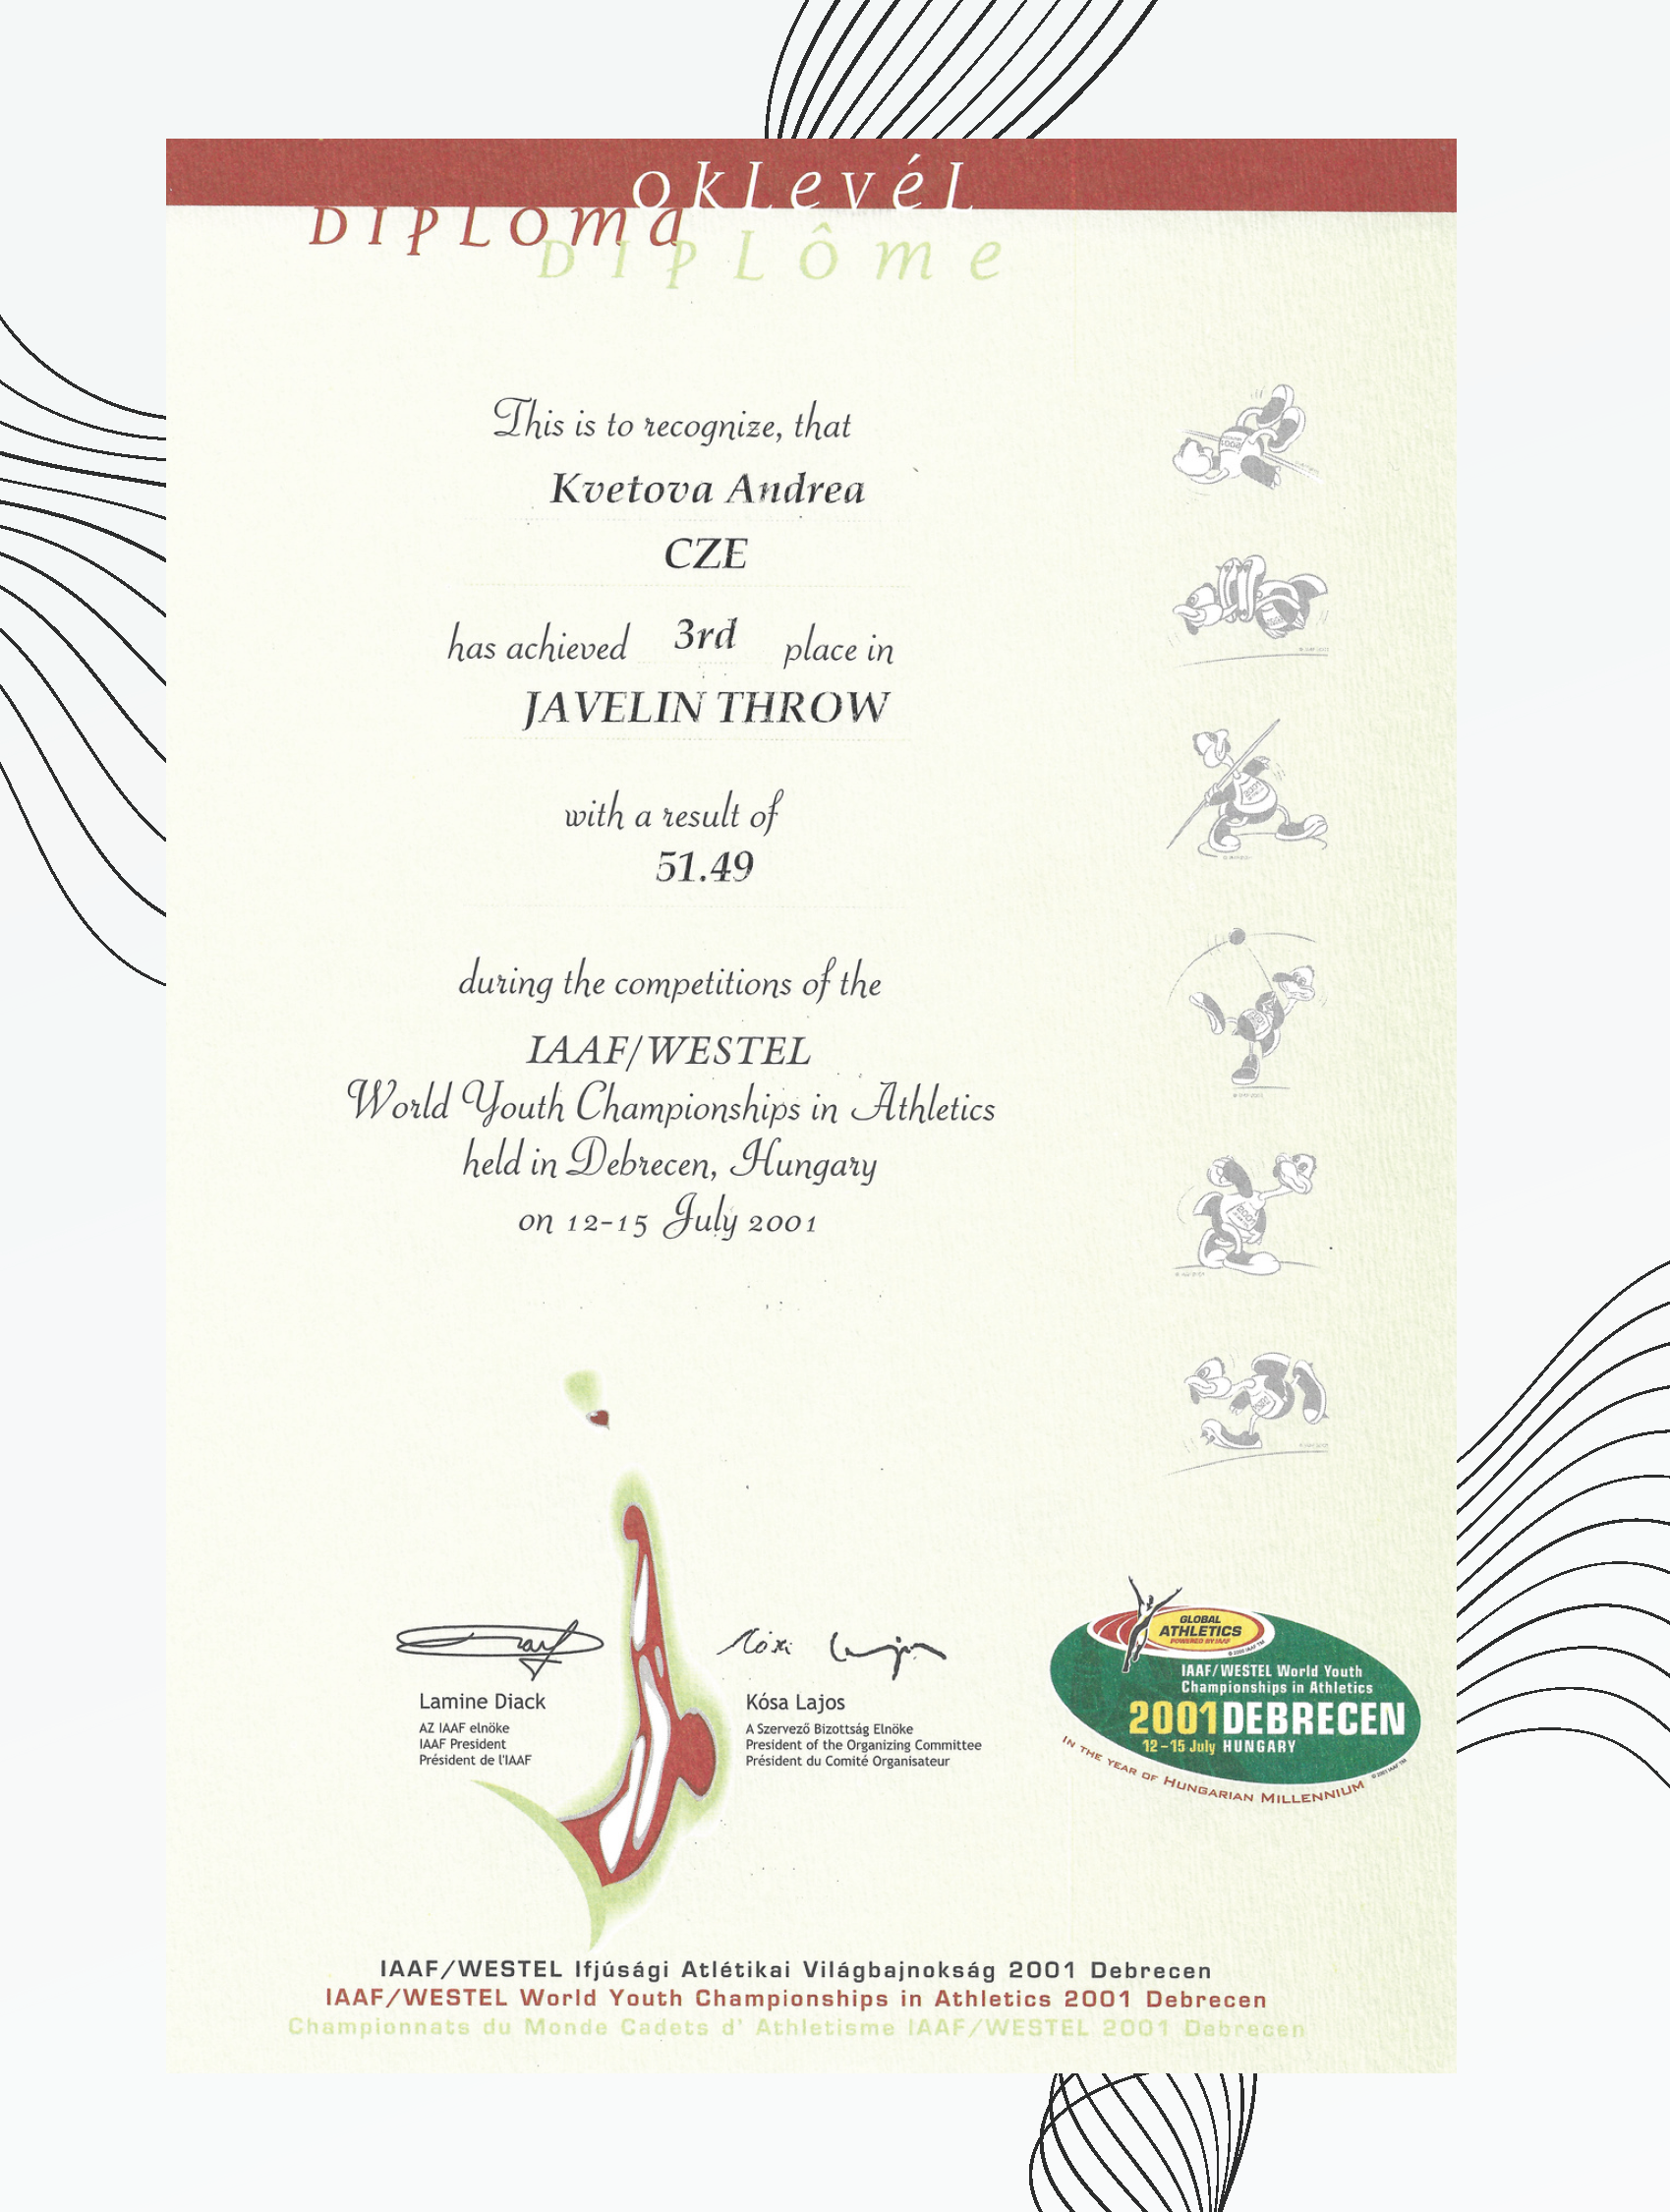 oklevél
Diploma
Diplôme
This is to recognize, that
Kvetova Andrea
CZE
has achieved 3rd place in
JAVELIN THROW
with a result of
51.49
during the competitions of the
IAAF/WESTEL
World Youth Championships in Athletics
held in Debrecen, Hungary
on 12-15 July 2001
Lamine Diack
AZ IAAF elnöke
IAAF President
Président de l'IAAF
Kósa Lajos
A Szervező Bizottság Elnöke
President of the Organizing Committee
Président du Comité Organisateur
GLOBAL
ATHLETICS
POWERED BY IAAF
IAAF/WESTEL World Youth
Championships in Athletics
2001 DEBRECEN
12-15 July HUNGARY
IN THE YEAR OF HUNGARIAN MILLENNIUM
IAAF/WESTEL Ifjúsági Atlétikai Világbajnokság 2001 Debrecen
IAAF/WESTEL World Youth Championships in Athletics 2001 Debrecen
Championnats du Monde Cadets d' Athletisme IAAF/WESTEL 2001 Debrecen